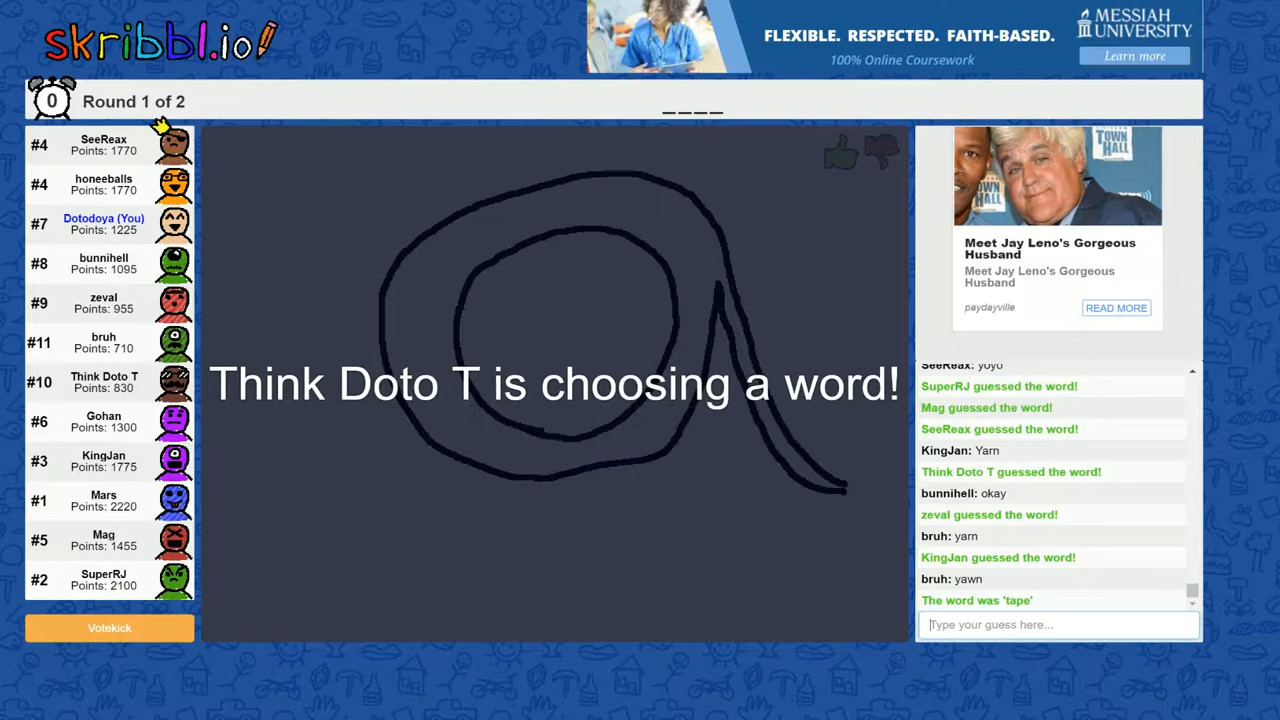 skribbl.io!
FLEXIBLE. RESPECTED. FAITH-BASED.
100% Online Coursework
MESSIAH
UNIVERSITY
Learn more
0
Round 1 of 2
_ _ _ _
#4
SeeReax
Points: 1770
#4
honeeballs
Points: 1770
#7
Dotodoya (You)
Points: 1225
#8
bunnihell
Points: 1095
#9
zeval
Points: 955
#11
bruh
Points: 710
#10
Think Doto T
Points: 830
#6
Gohan
Points: 1300
#3
KingJan
Points: 1775
#1
Mars
Points: 2220
#5
Mag
Points: 1455
#2
SuperRJ
Points: 2100
Votekick
Think Doto T is choosing a word!
TOWN
HALL
TOWN
HALL
Meet Jay Leno's Gorgeous
Husband
Meet Jay Leno's Gorgeous
Husband
paydayville
READ MORE
SeeReax: yoyo
SuperRJ guessed the word!
Mag guessed the word!
SeeReax guessed the word!
KingJan: Yarn
Think Doto T guessed the word!
bunnihell: okay
zeval guessed the word!
bruh: yarn
KingJan guessed the word!
bruh: yawn
The word was 'tape'
Type your guess here...